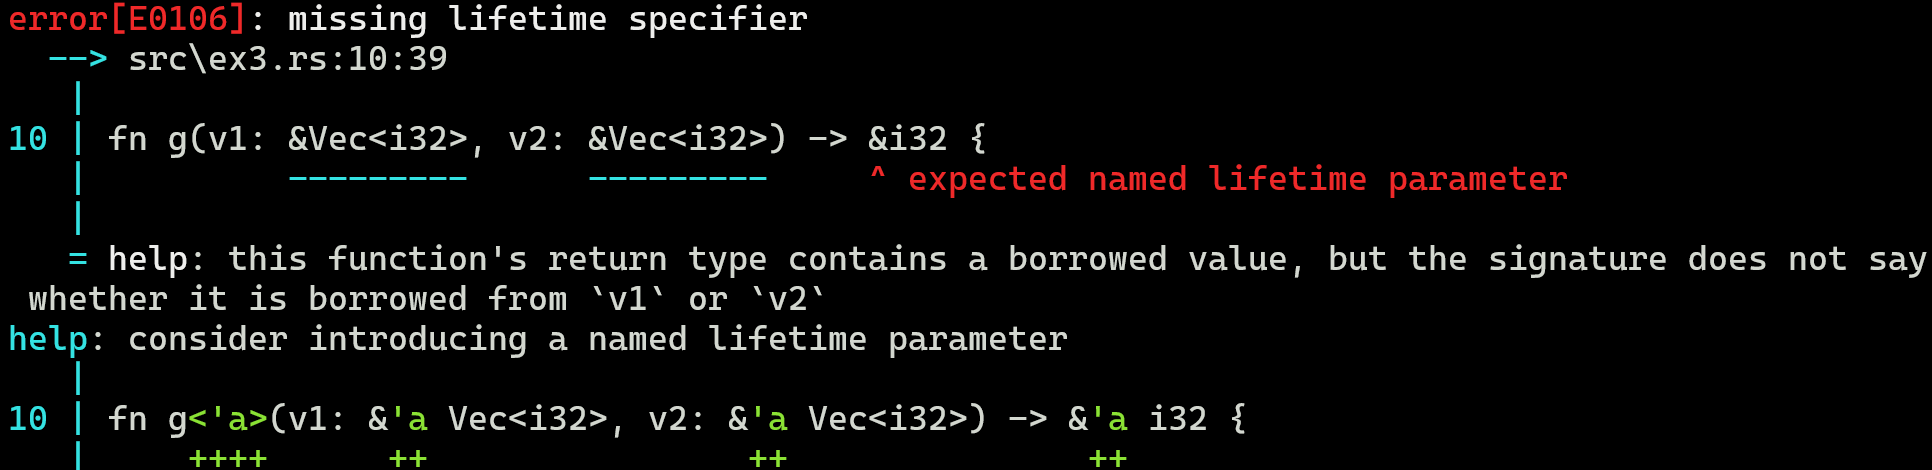 error[E0106]: missing lifetime specifier
  --> src\ex3.rs:10:39
   |
10 | fn g(v1: &Vec<i32>, v2: &Vec<i32>) -> &i32 {
   |          ---------      ---------     ^ expected named lifetime parameter
   |
   = help: this function's return type contains a borrowed value, but the signature does not say
 whether it is borrowed from `v1` or `v2`
help: consider introducing a named lifetime parameter
   |
10 | fn g<'a>(v1: &'a Vec<i32>, v2: &'a Vec<i32>) -> &'a i32 {
   |     ++++      ++                ++               ++